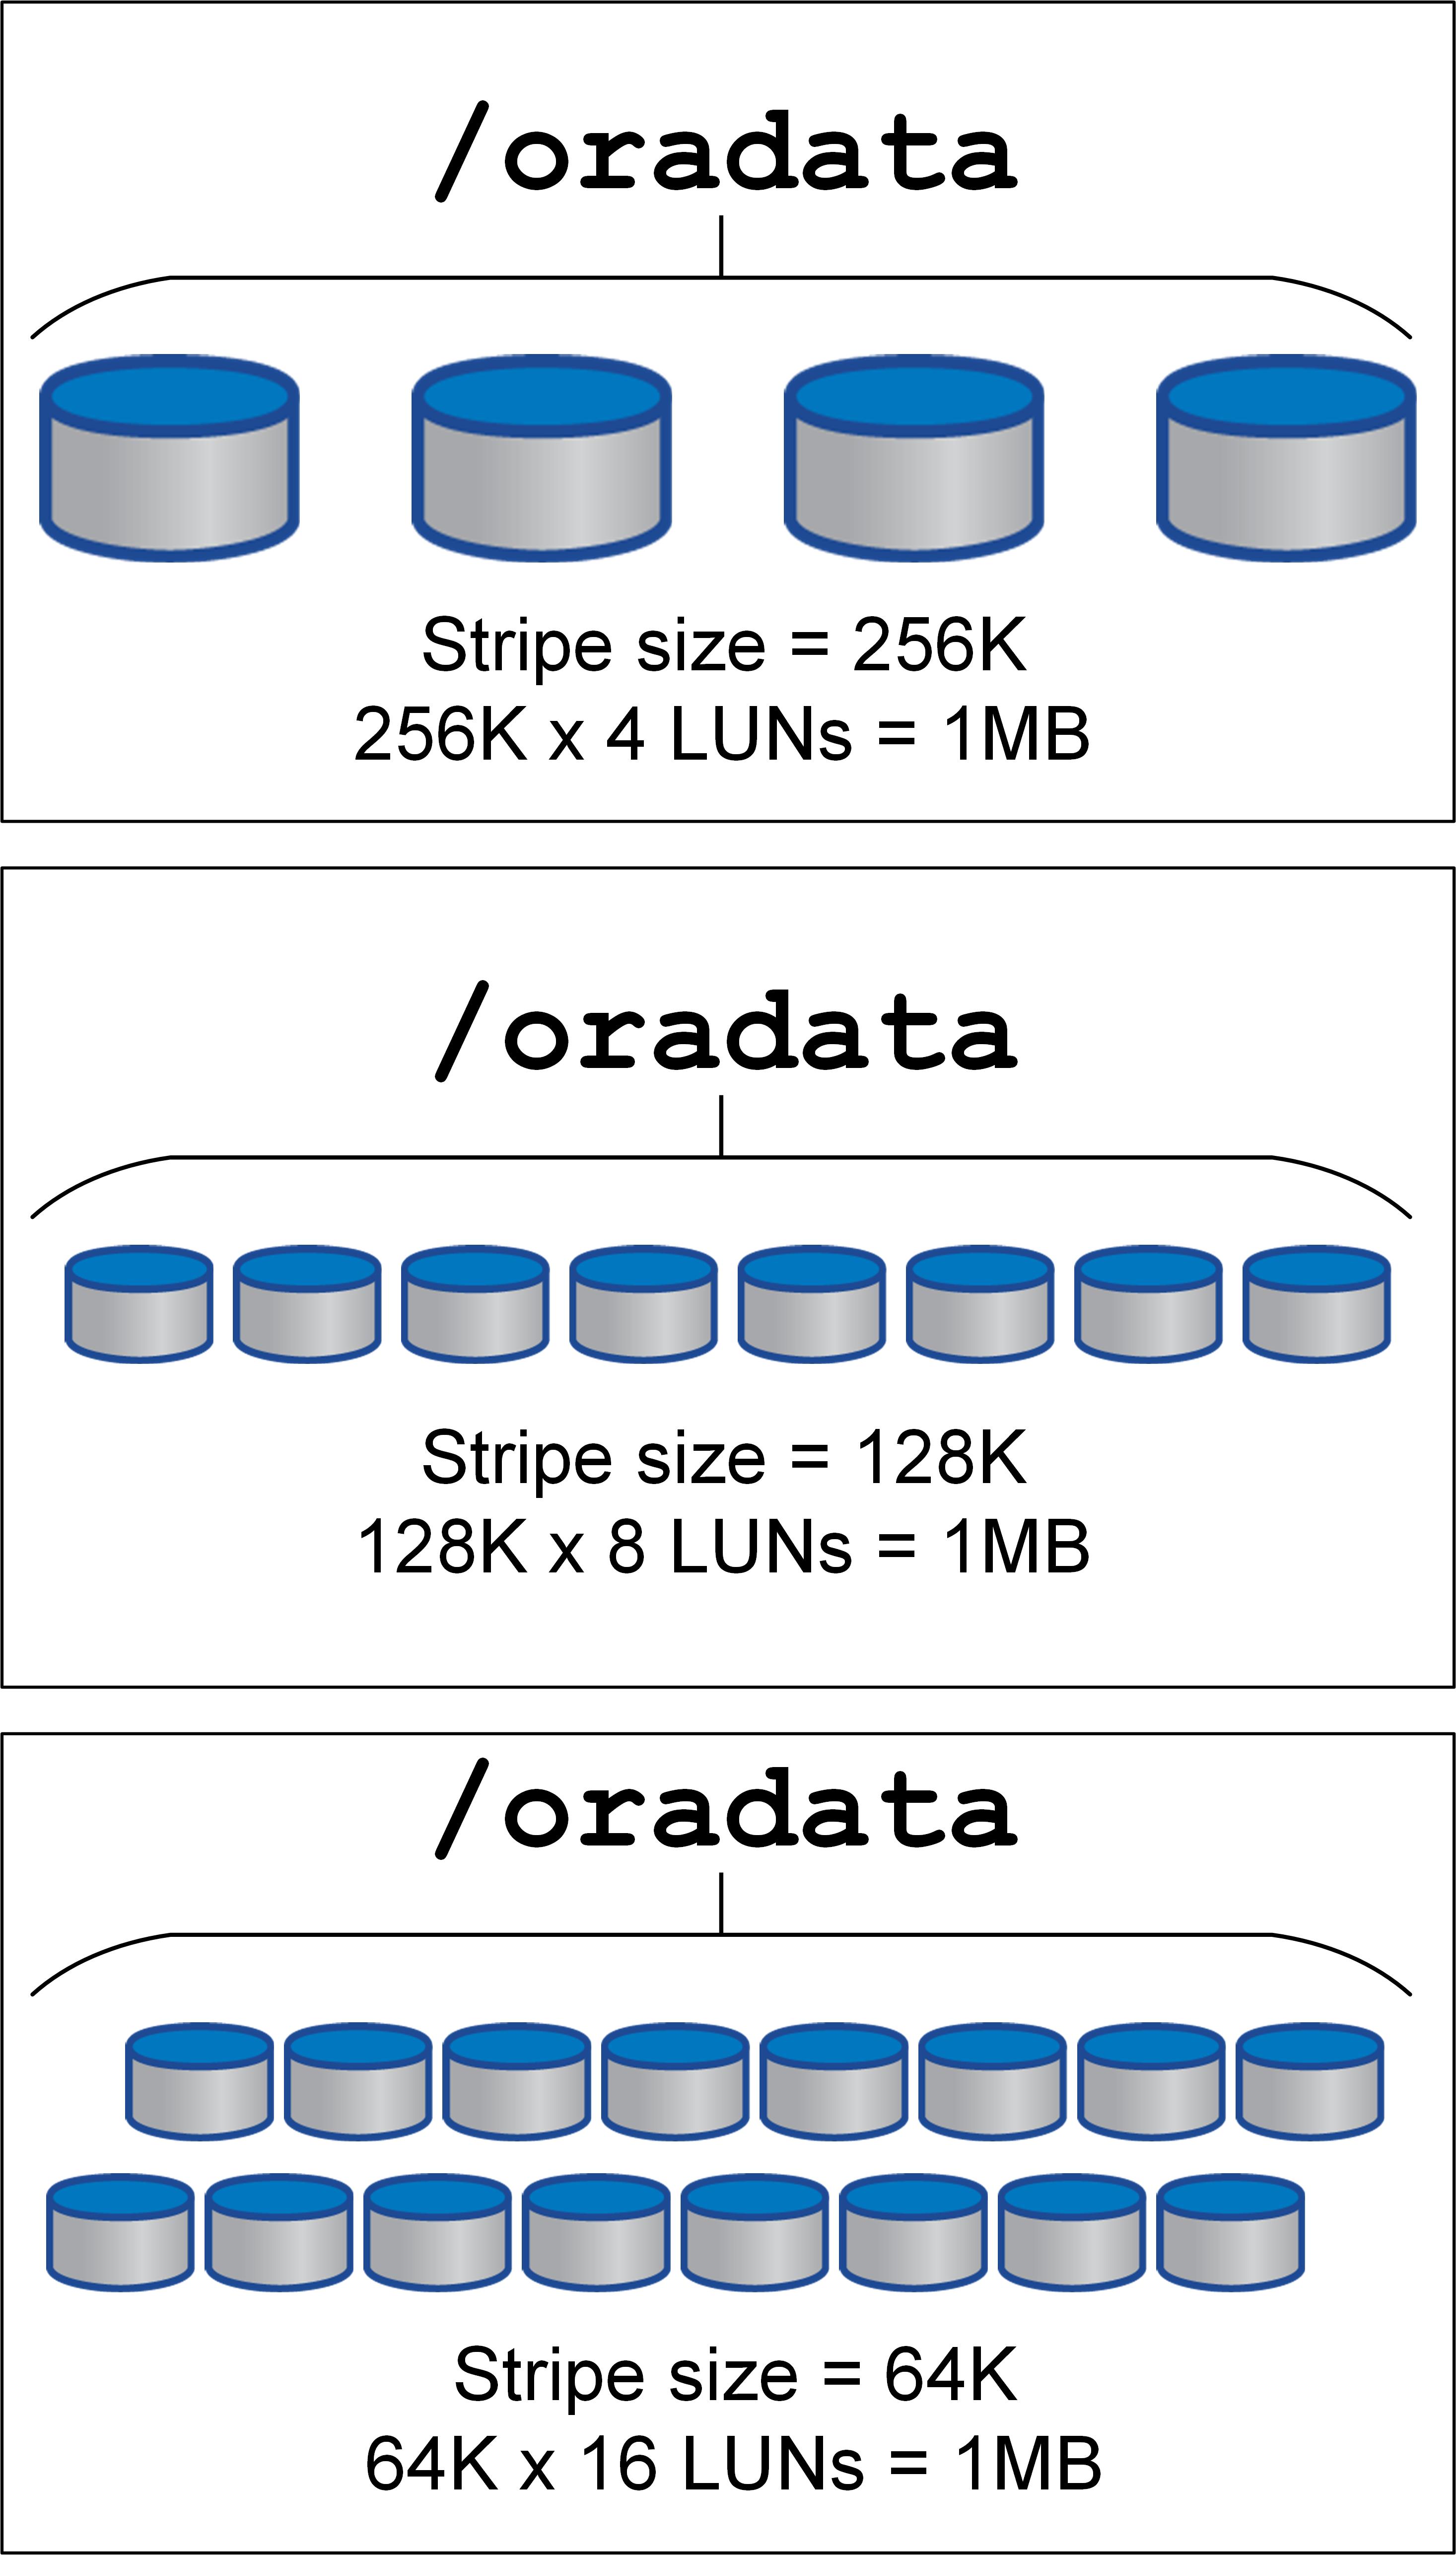 /oradata
Stripe size = 256K
256K x 4 LUNs = 1MB
/oradata
Stripe size = 128K
128K x 8 LUNs = 1MB
/oradata
Stripe size = 64K
64K x 16 LUNs = 1MB